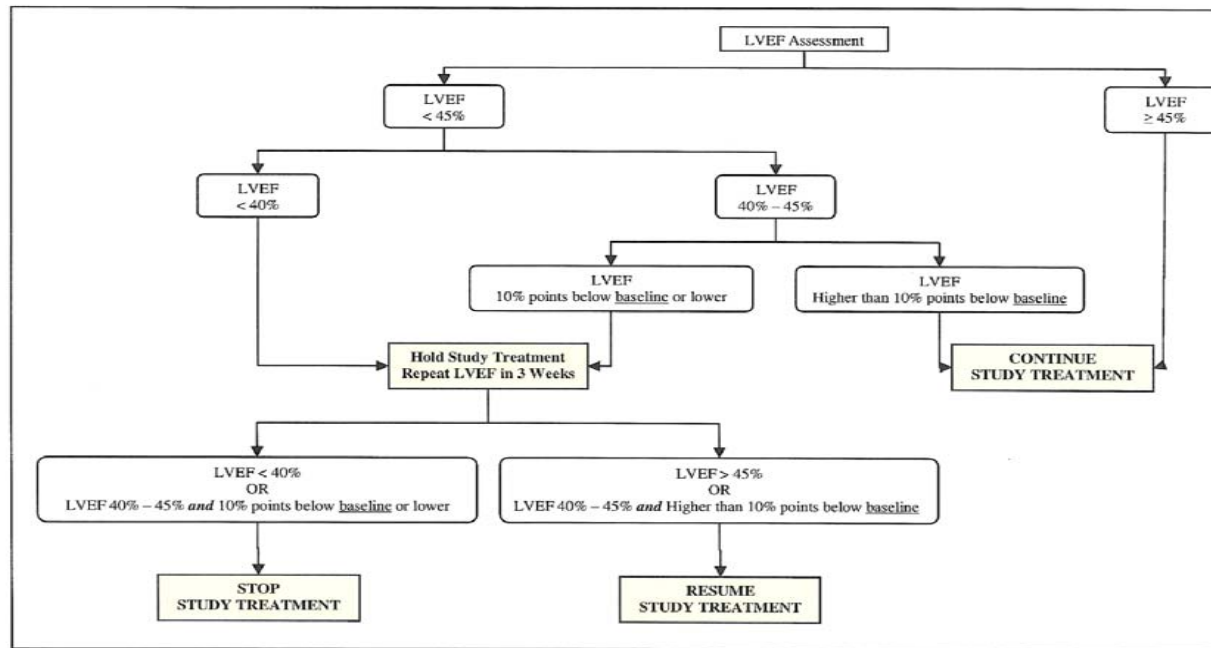 LVEF Assessment
LVEF
< 45%
LVEF
≥ 45%
LVEF
< 40%
LVEF
40% – 45%
LVEF
10% points below baseline or lower
LVEF
Higher than 10% points below baseline
Hold Study Treatment
Repeat LVEF in 3 Weeks
CONTINUE
STUDY TREATMENT
LVEF < 40%
OR
LVEF 40% – 45% and 10% points below baseline or lower
LVEF > 45%
OR
LVEF 40% – 45% and Higher than 10% points below baseline
STOP
STUDY TREATMENT
RESUME
STUDY TREATMENT